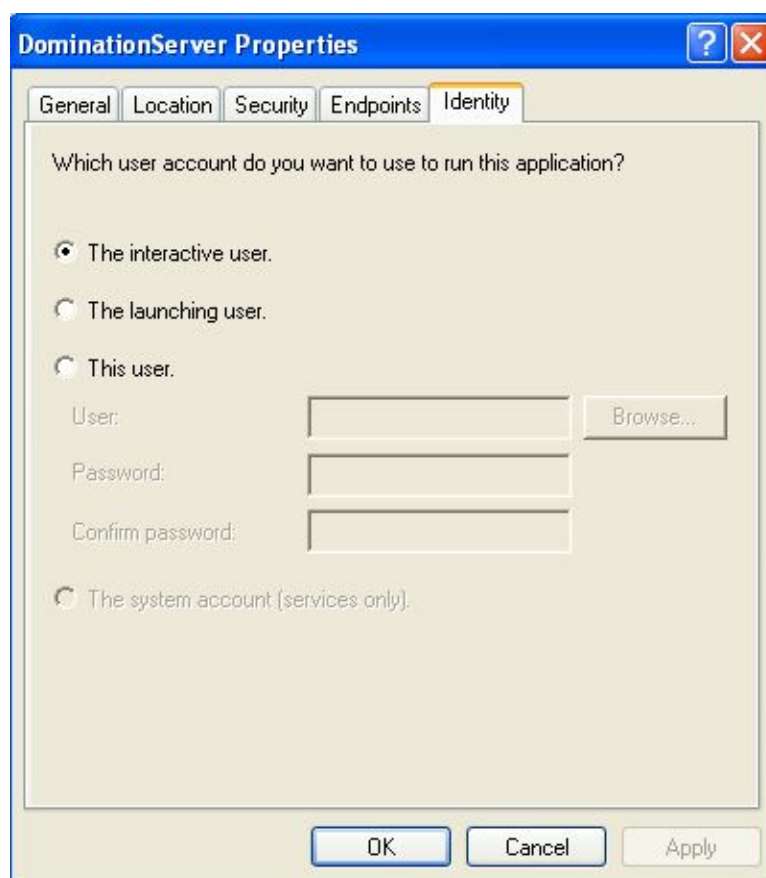 DominationServer Properties
General Location Security Endpoints Identity
Which user account do you want to use to run this application?
The interactive user.
The launching user.
This user.
User: Browse...
Password:
Confirm password:
The system account (services only).
OK Cancel Apply